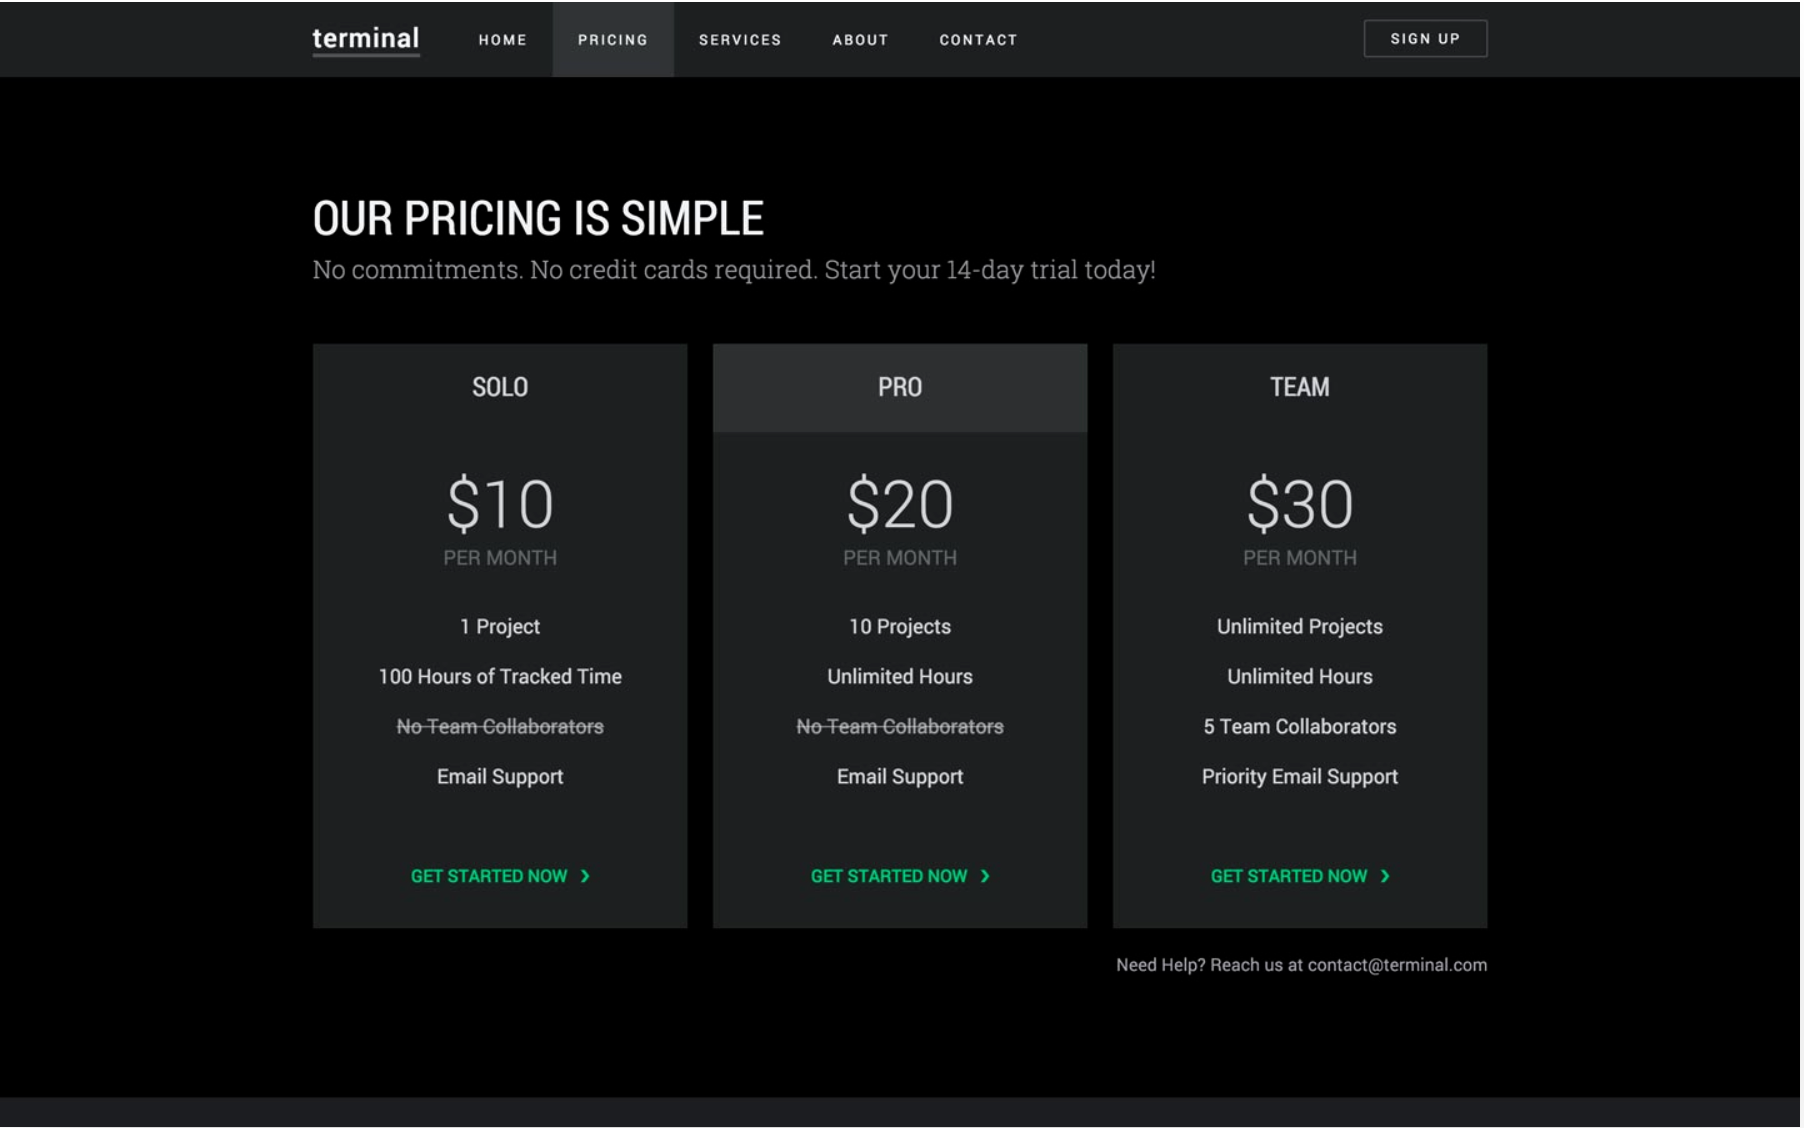 terminal HOME PRICING SERVICES ABOUT CONTACT SIGN UP
OUR PRICING IS SIMPLE
No commitments. No credit cards required. Start your 14-day trial today!
SOLO
$10
PER MONTH
1 Project
100 Hours of Tracked Time
No Team Collaborators
Email Support
GET STARTED NOW ›
PRO
$20
PER MONTH
10 Projects
Unlimited Hours
No Team Collaborators
Email Support
GET STARTED NOW ›
TEAM
$30
PER MONTH
Unlimited Projects
Unlimited Hours
5 Team Collaborators
Priority Email Support
GET STARTED NOW ›
Need Help? Reach us at contact@terminal.com